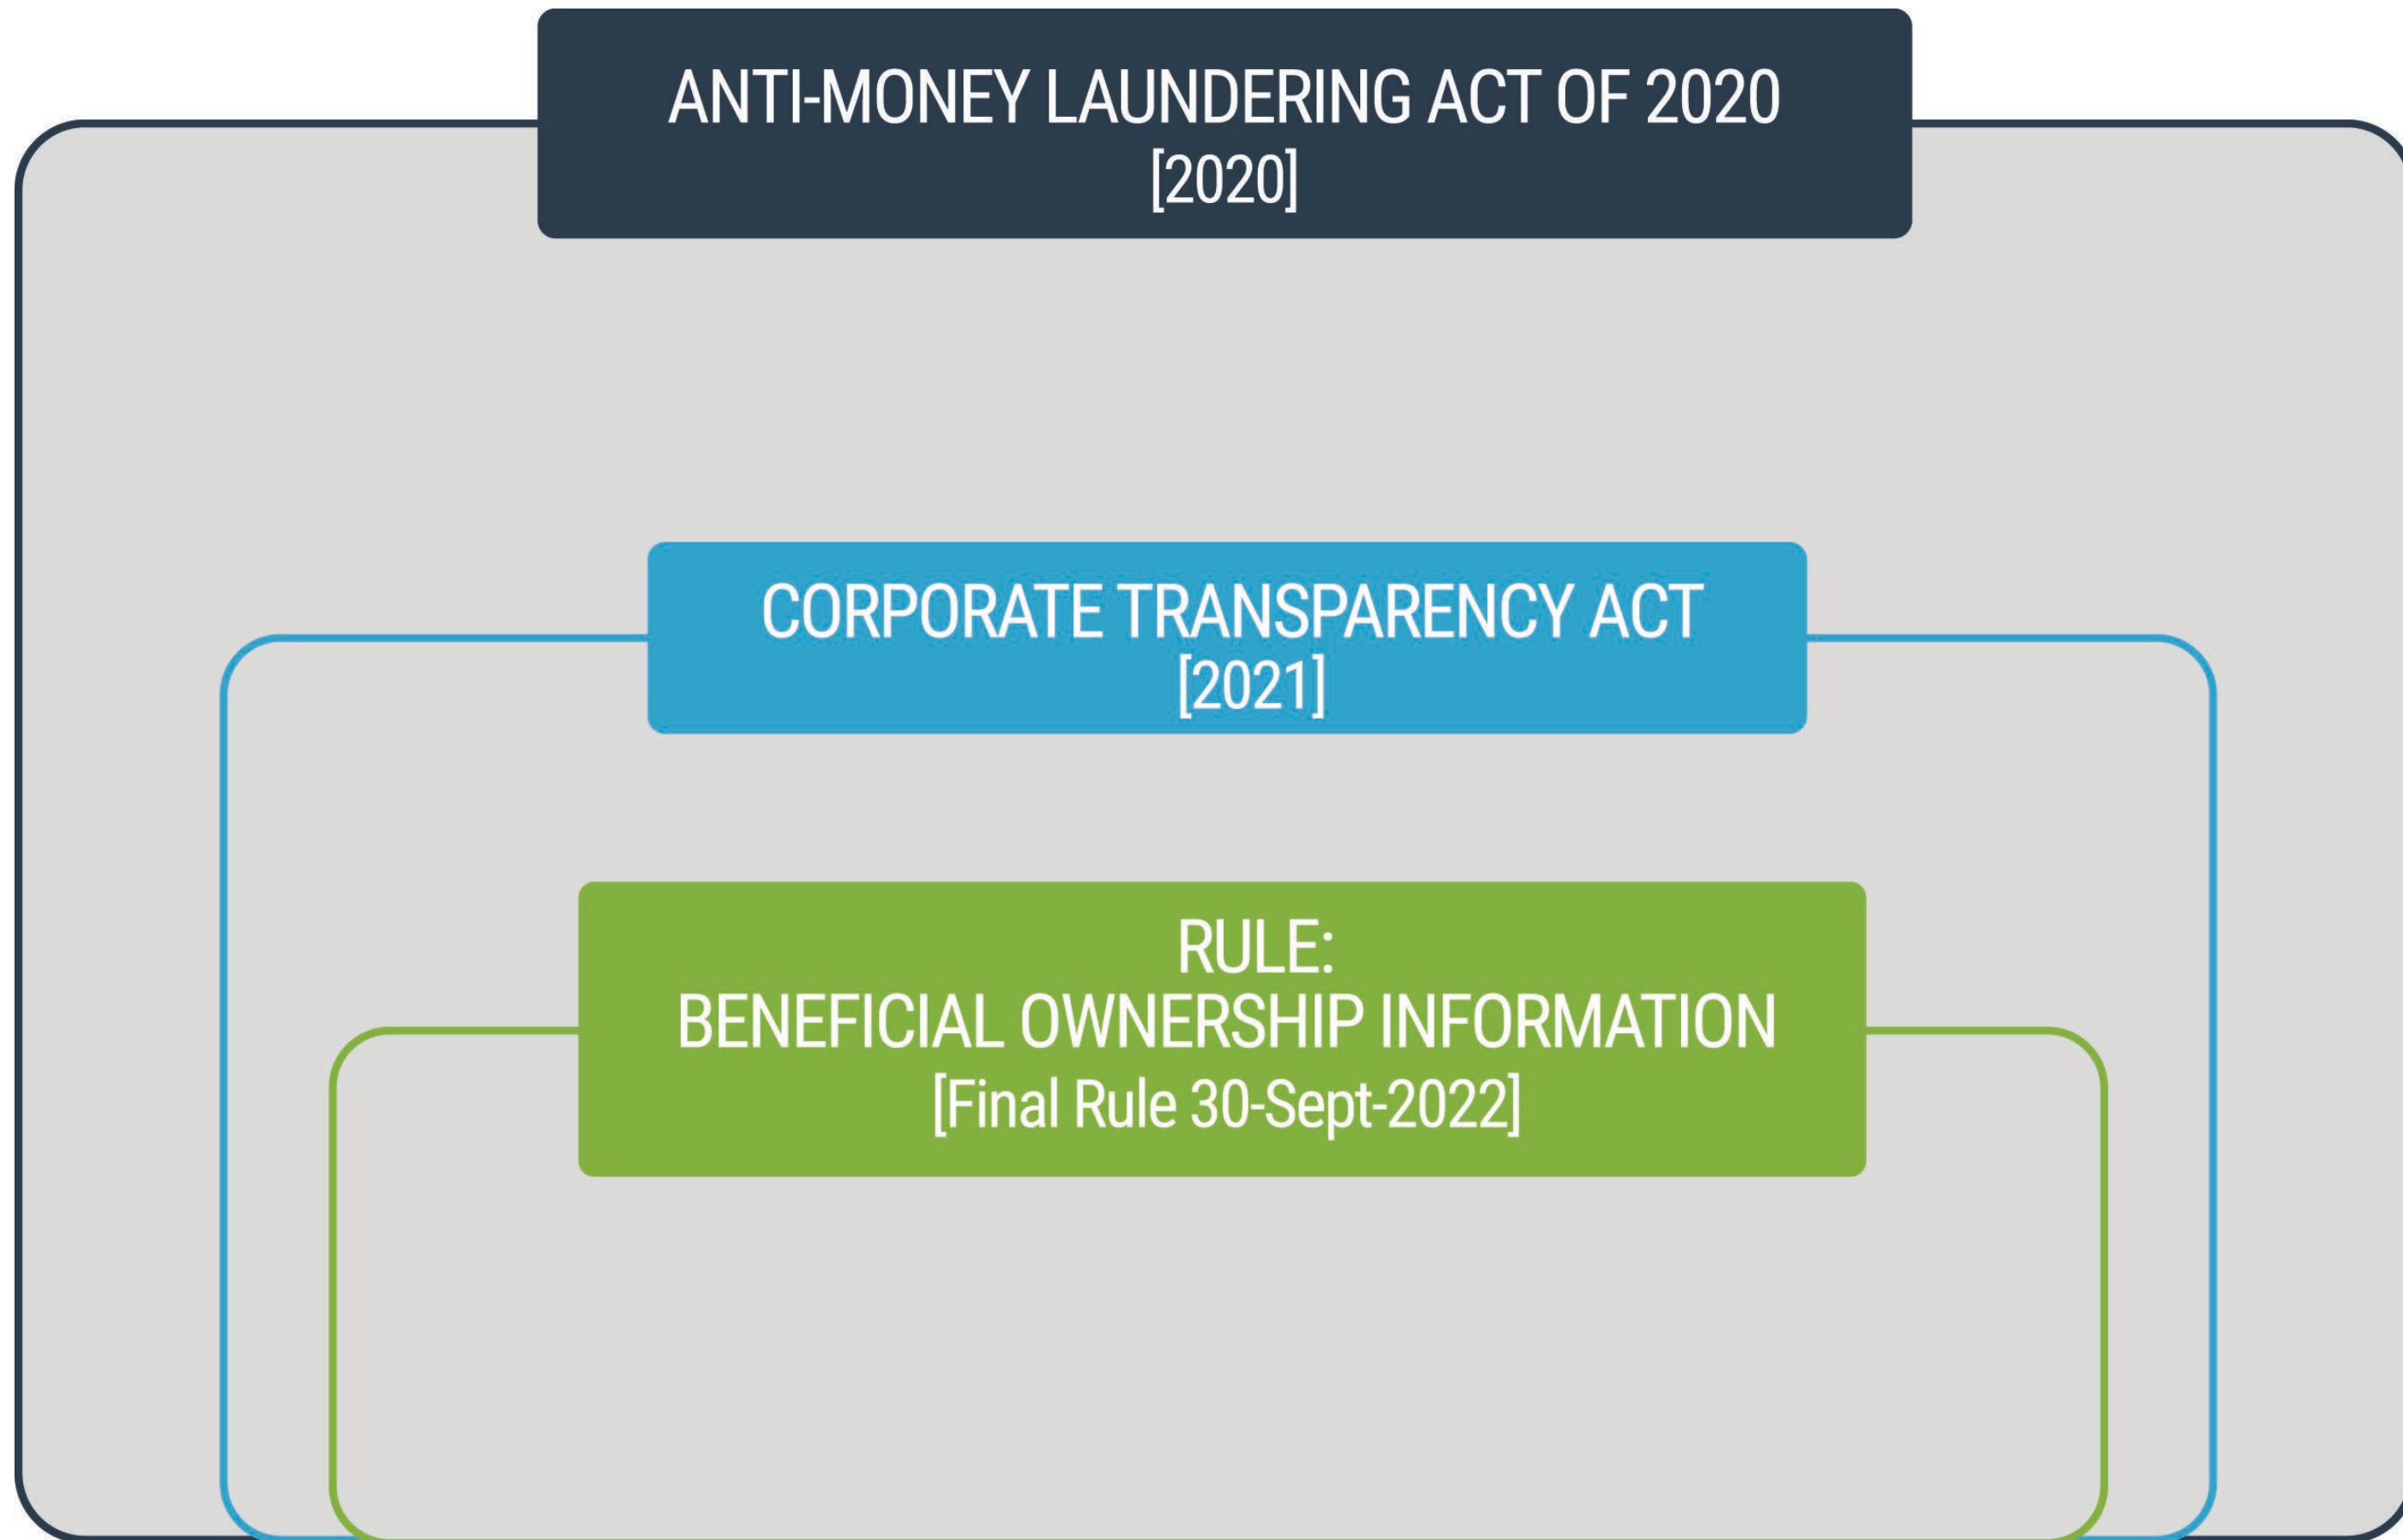 ANTI-MONEY LAUNDERING ACT OF 2020
[2020]
CORPORATE TRANSPARENCY ACT
[2021]
RULE:
BENEFICIAL OWNERSHIP INFORMATION
[Final Rule 30-Sept-2022]